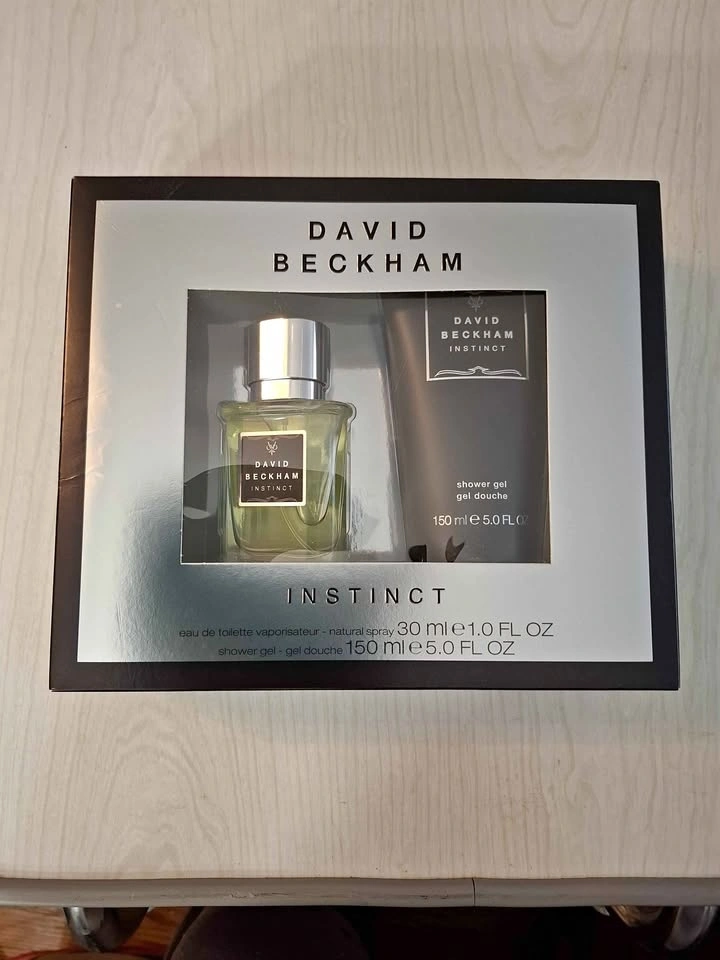 DAVID
BECKHAM
DAVID
BECKHAM
INSTINCT
DAVID
BECKHAM
INSTINCT
shower gel
gel douche
150 ml e 5.0 FL OZ
INSTINCT
eau de toilette vaporisateur - natural spray 30 ml e 1.0 FL OZ
shower gel - gel douche 150 ml e 5.0 FL OZ